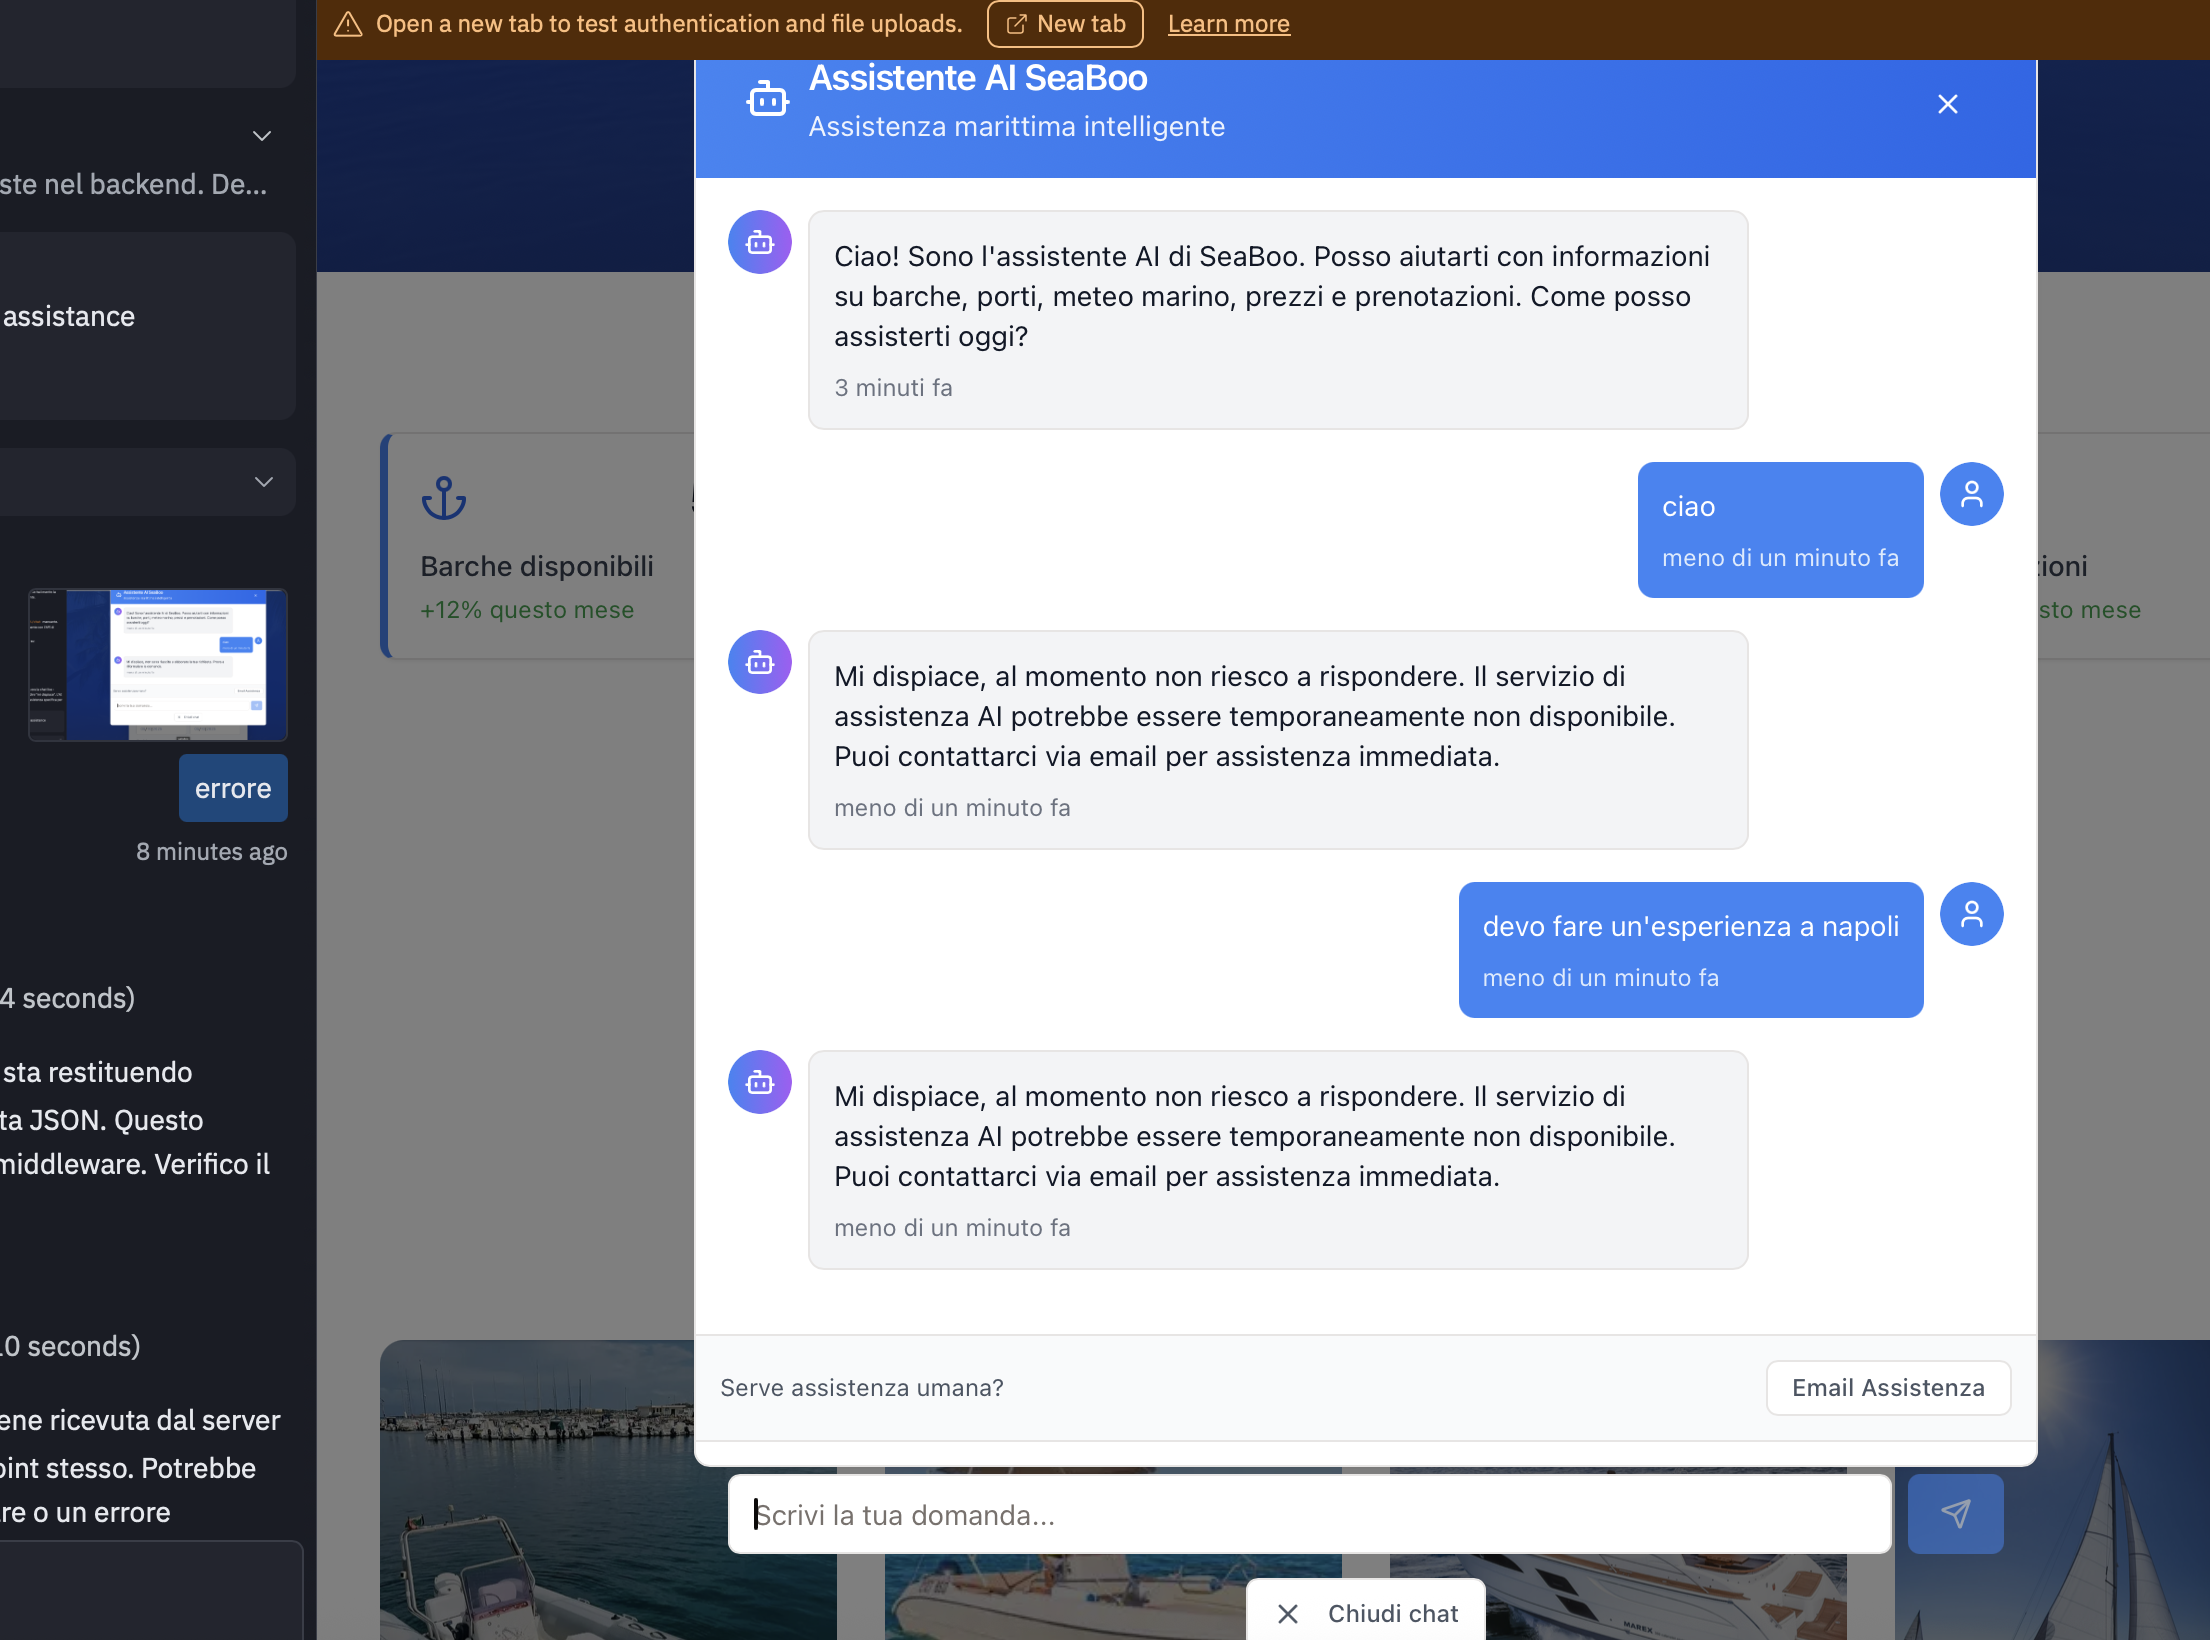 Open a new tab to test authentication and file uploads.
New tab
Learn more
ste nel backend. De...
assistance
errore
8 minutes ago
4 seconds)
sta restituendo
ta JSON. Questo
middleware. Verifico il
0 seconds)
ene ricevuta dal server
oint stesso. Potrebbe
re o un errore
Barche disponibili
+12% questo mese
ioni
sto mese
Assistente AI SeaBoo
Assistenza marittima intelligente
Ciao! Sono l'assistente AI di SeaBoo. Posso aiutarti con informazioni
su barche, porti, meteo marino, prezzi e prenotazioni. Come posso
assisterti oggi?
3 minuti fa
ciao
meno di un minuto fa
Mi dispiace, al momento non riesco a rispondere. Il servizio di
assistenza AI potrebbe essere temporaneamente non disponibile.
Puoi contattarci via email per assistenza immediata.
meno di un minuto fa
devo fare un'esperienza a napoli
meno di un minuto fa
Mi dispiace, al momento non riesco a rispondere. Il servizio di
assistenza AI potrebbe essere temporaneamente non disponibile.
Puoi contattarci via email per assistenza immediata.
meno di un minuto fa
Serve assistenza umana?
Email Assistenza
Scrivi la tua domanda...
Chiudi chat
MAREX